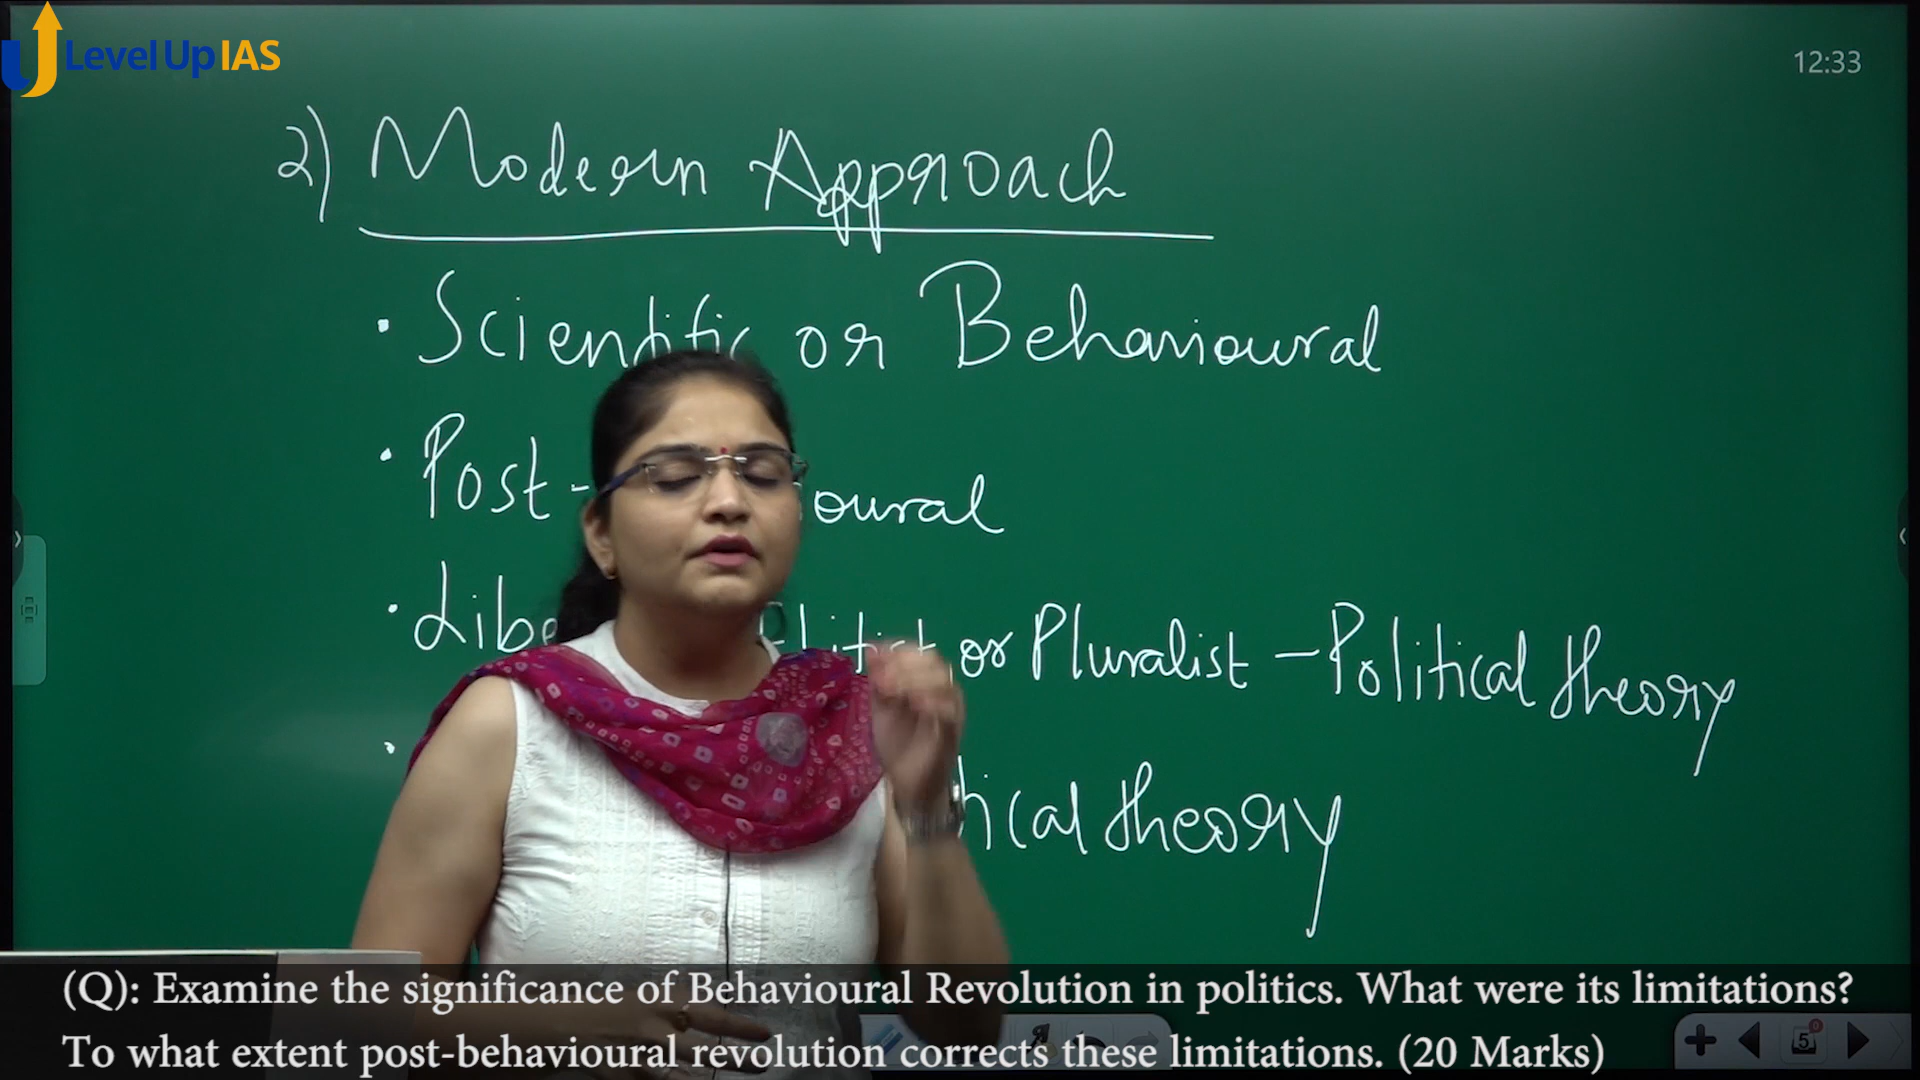 Level Up IAS
12:33
2) Modern Approach
• Scientific or Behavioural
• Post- oural
• Libe Elitist or Pluralist - Political theory
• tical theory
(Q): Examine the significance of Behavioural Revolution in politics. What were its limitations?
To what extent post-behavioural revolution corrects these limitations. (20 Marks)